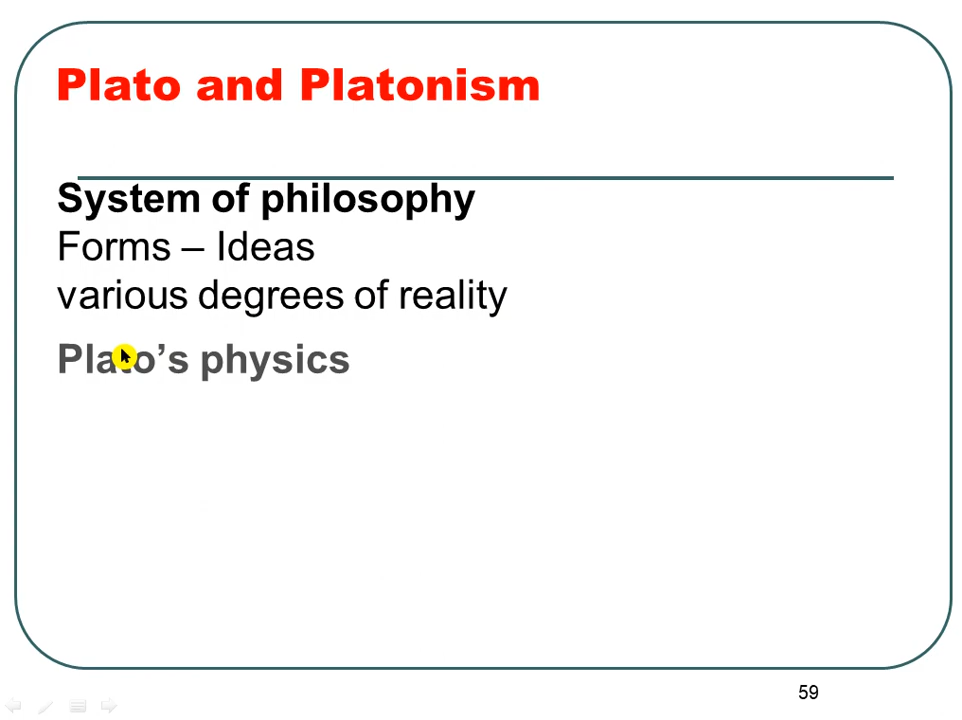 Plato and Platonism
System of philosophy
Forms – Ideas
various degrees of reality
Plato’s physics
59